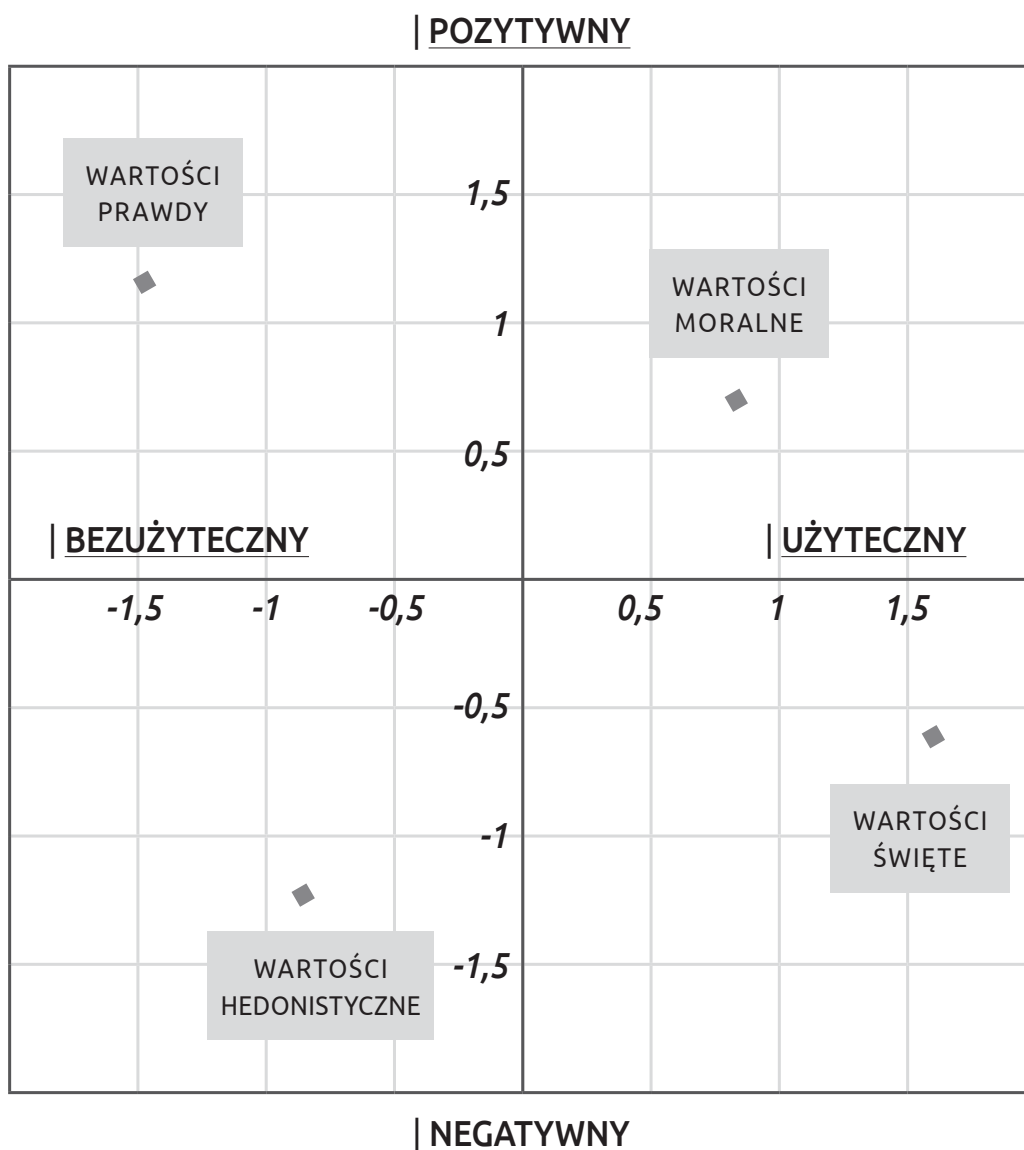 | POZYTYWNY
WARTOŚCI
PRAWDY
1,5
WARTOŚCI
MORALNE
1
0,5
| BEZUŻYTECZNY
| UŻYTECZNY
-1,5 -1 -0,5 0,5 1 1,5
-0,5
WARTOŚCI
ŚWIĘTE
-1
WARTOŚCI
HEDONISTYCZNE
-1,5
| NEGATYWNY